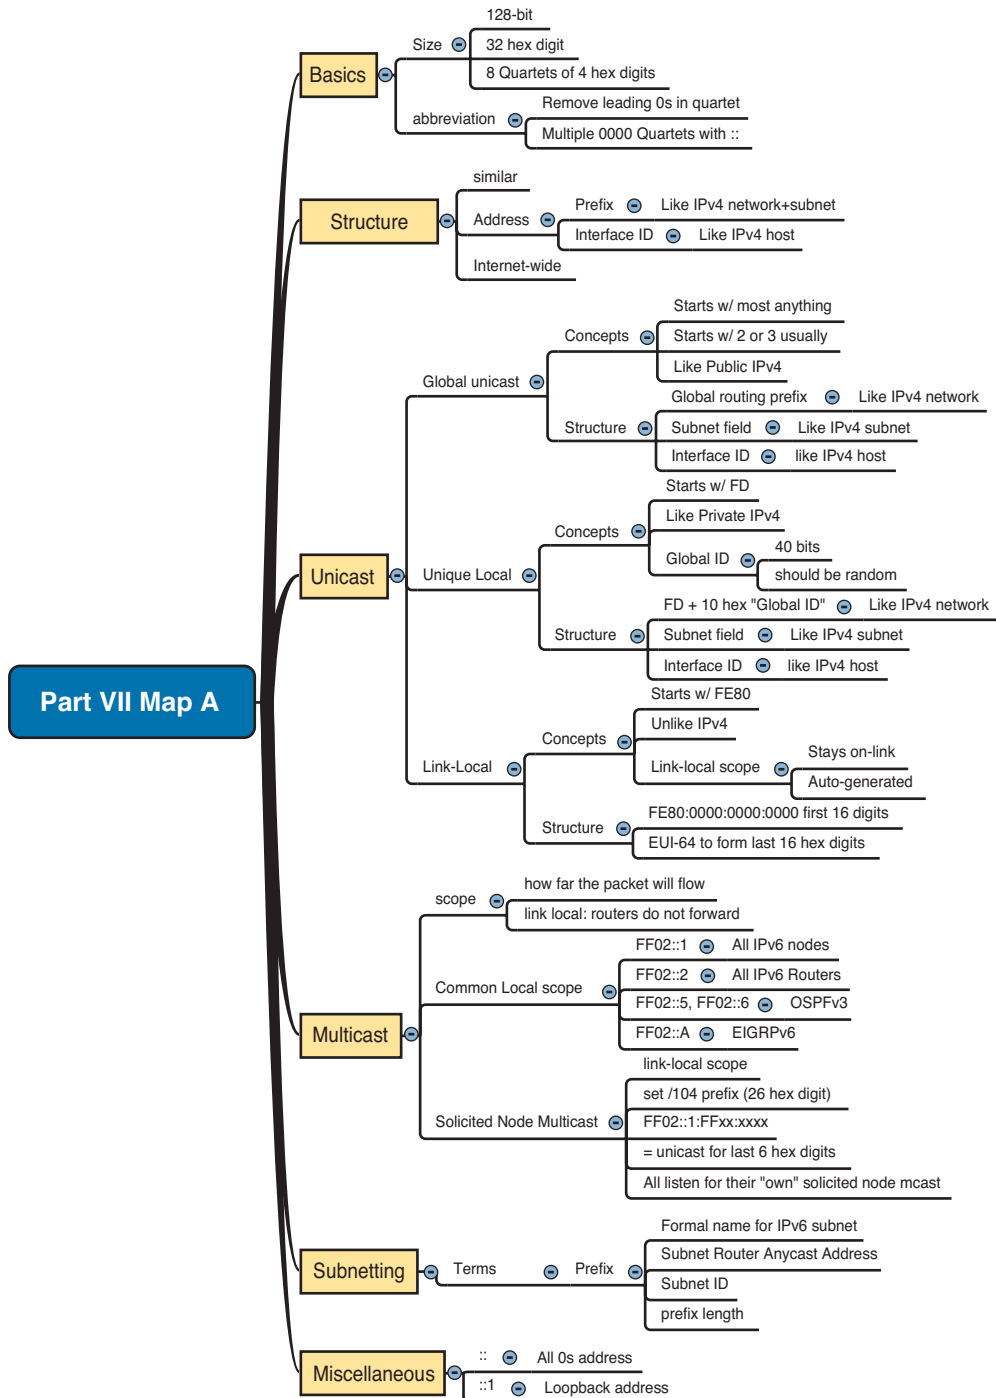 128-bit
Size
32 hex digit
Basics
8 Quartets of 4 hex digits
Remove leading 0s in quartet
abbreviation
Multiple 0000 Quartets with ::
similar
Prefix Like IPv4 network+subnet
Structure
Address
Interface ID Like IPv4 host
Internet-wide
Starts w/ most anything
Concepts
Starts w/ 2 or 3 usually
Like Public IPv4
Global unicast
Global routing prefix Like IPv4 network
Structure
Subnet field Like IPv4 subnet
Interface ID like IPv4 host
Starts w/ FD
Like Private IPv4
Concepts
40 bits
Global ID
should be random
Unicast
Unique Local
FD + 10 hex "Global ID" Like IPv4 network
Structure
Subnet field Like IPv4 subnet
Interface ID like IPv4 host
Part VII Map A
Starts w/ FE80
Unlike IPv4
Concepts
Stays on-link
Link-Local
Link-local scope
Auto-generated
FE80:0000:0000:0000 first 16 digits
Structure
EUI-64 to form last 16 hex digits
how far the packet will flow
scope
link local: routers do not forward
FF02::1 All IPv6 nodes
FF02::2 All IPv6 Routers
Common Local scope
FF02::5, FF02::6 OSPFv3
FF02::A EIGRPv6
Multicast
link-local scope
set /104 prefix (26 hex digit)
Solicited Node Multicast
FF02::1:FFxx:xxxx
= unicast for last 6 hex digits
All listen for their "own" solicited node mcast
Formal name for IPv6 subnet
Subnet Router Anycast Address
Subnetting
Terms
Prefix
Subnet ID
prefix length
:: All 0s address
Miscellaneous
::1 Loopback address